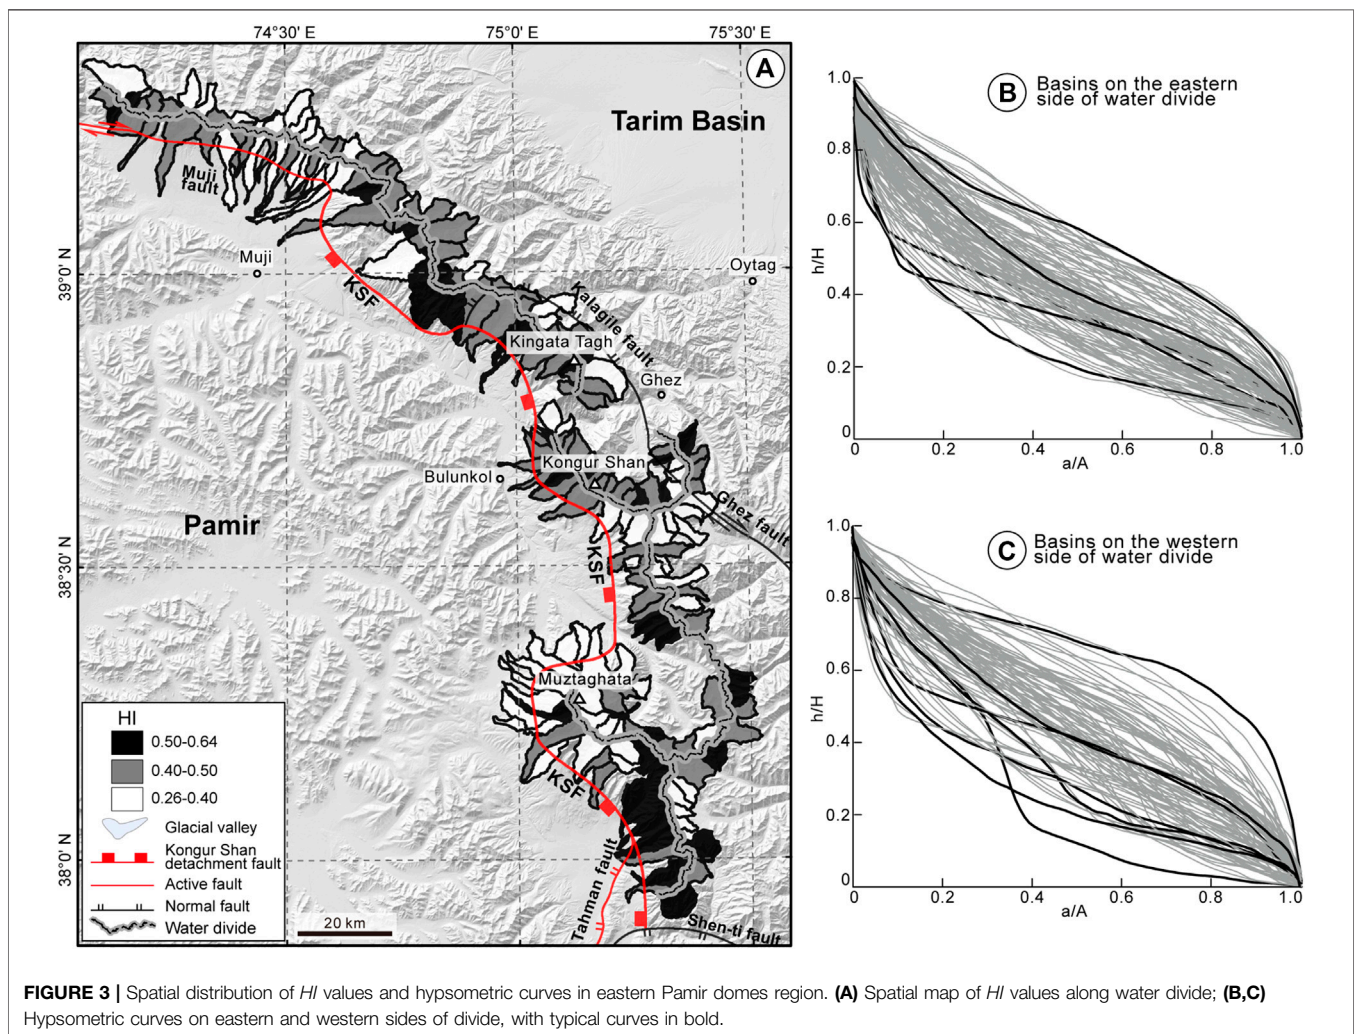 74°30' E
75°0' E
75°30' E
A
Tarim Basin
Muji
fault
Muji
39°0' N
KSF
Oytag
Kalagile fault
Kingata Tagh
Ghez
Kongur Shan
Bulunkol
Ghez fault
Pamir
38°30' N
KSF
Muztaghata
KSF
38°0' N
Tahman fault
Shen-ti fault
HI
0.50-0.64
0.40-0.50
0.26-0.40
Glacial valley
Kongur Shan
detachment fault
Active fault
Normal fault
Water divide
20 km
B
Basins on the eastern
side of water divide
1.0
0.8
0.6
0.4
0.2
0
h/H
0
0.2
0.4
0.6
0.8
1.0
a/A
C
Basins on the western
side of water divide
1.0
0.8
0.6
0.4
0.2
0
h/H
0
0.2
0.4
0.6
0.8
1.0
a/A
FIGURE 3 | Spatial distribution of HI values and hypsometric curves in eastern Pamir domes region. (A) Spatial map of HI values along water divide; (B,C)
Hypsometric curves on eastern and western sides of divide, with typical curves in bold.